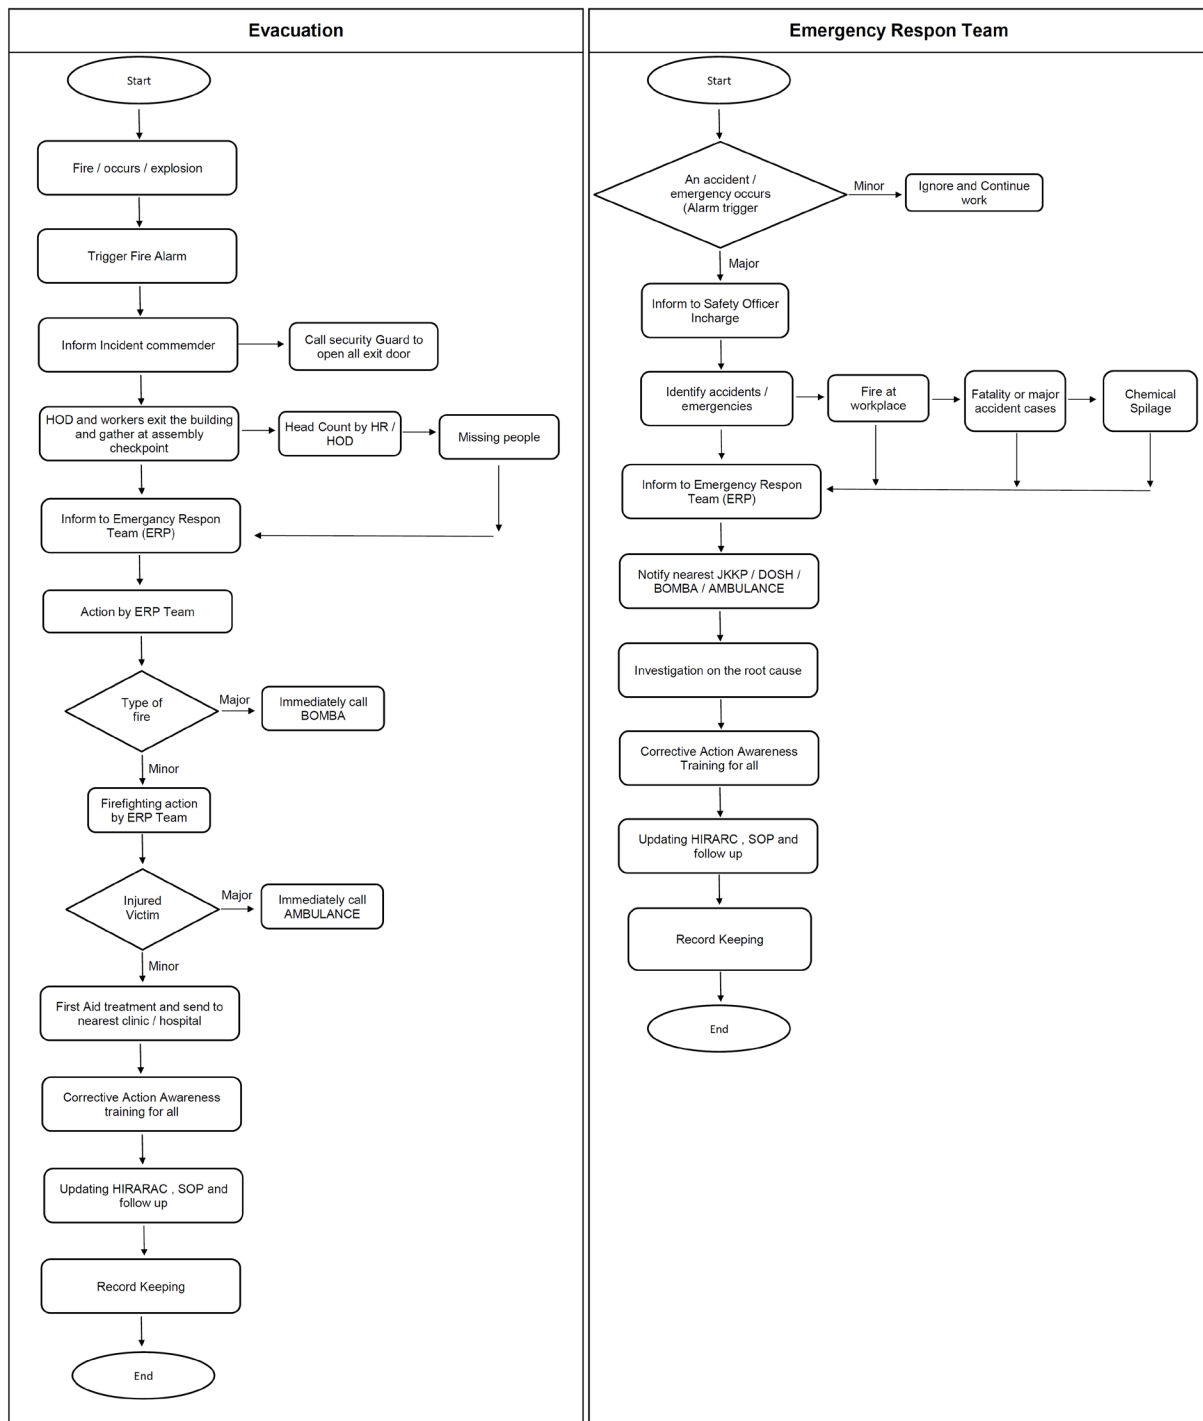 Evacuation
Start
Fire / occurs / explosion
Trigger Fire Alarm
Inform Incident commemder
Call security Guard to
open all exit door
HOD and workers exit the building
and gather at assembly
checkpoint
Head Count by HR /
HOD
Missing people
Inform to Emergancy Respon
Team (ERP)
Action by ERP Team
Type of
fire
Major
Immediately call
BOMBA
Minor
Firefighting action
by ERP Team
Injured
Victim
Major
Immediately call
AMBULANCE
Minor
First Aid treatment and send to
nearest clinic / hospital
Corrective Action Awareness
training for all
Updating HIRARAC , SOP and
follow up
Record Keeping
End
Emergency Respon Team
Start
An accident /
emergency occurs
(Alarm trigger
Minor
Ignore and Continue
work
Major
Inform to Safety Officer
Incharge
Identify accidents /
emergencies
Fire at
workplace
Fatality or major
accident cases
Chemical
Spilage
Inform to Emergency Respon
Team (ERP)
Notify nearest JKKP / DOSH /
BOMBA / AMBULANCE
Investigation on the root cause
Corrective Action Awareness
Training for all
Updating HIRARC , SOP and
follow up
Record Keeping
End